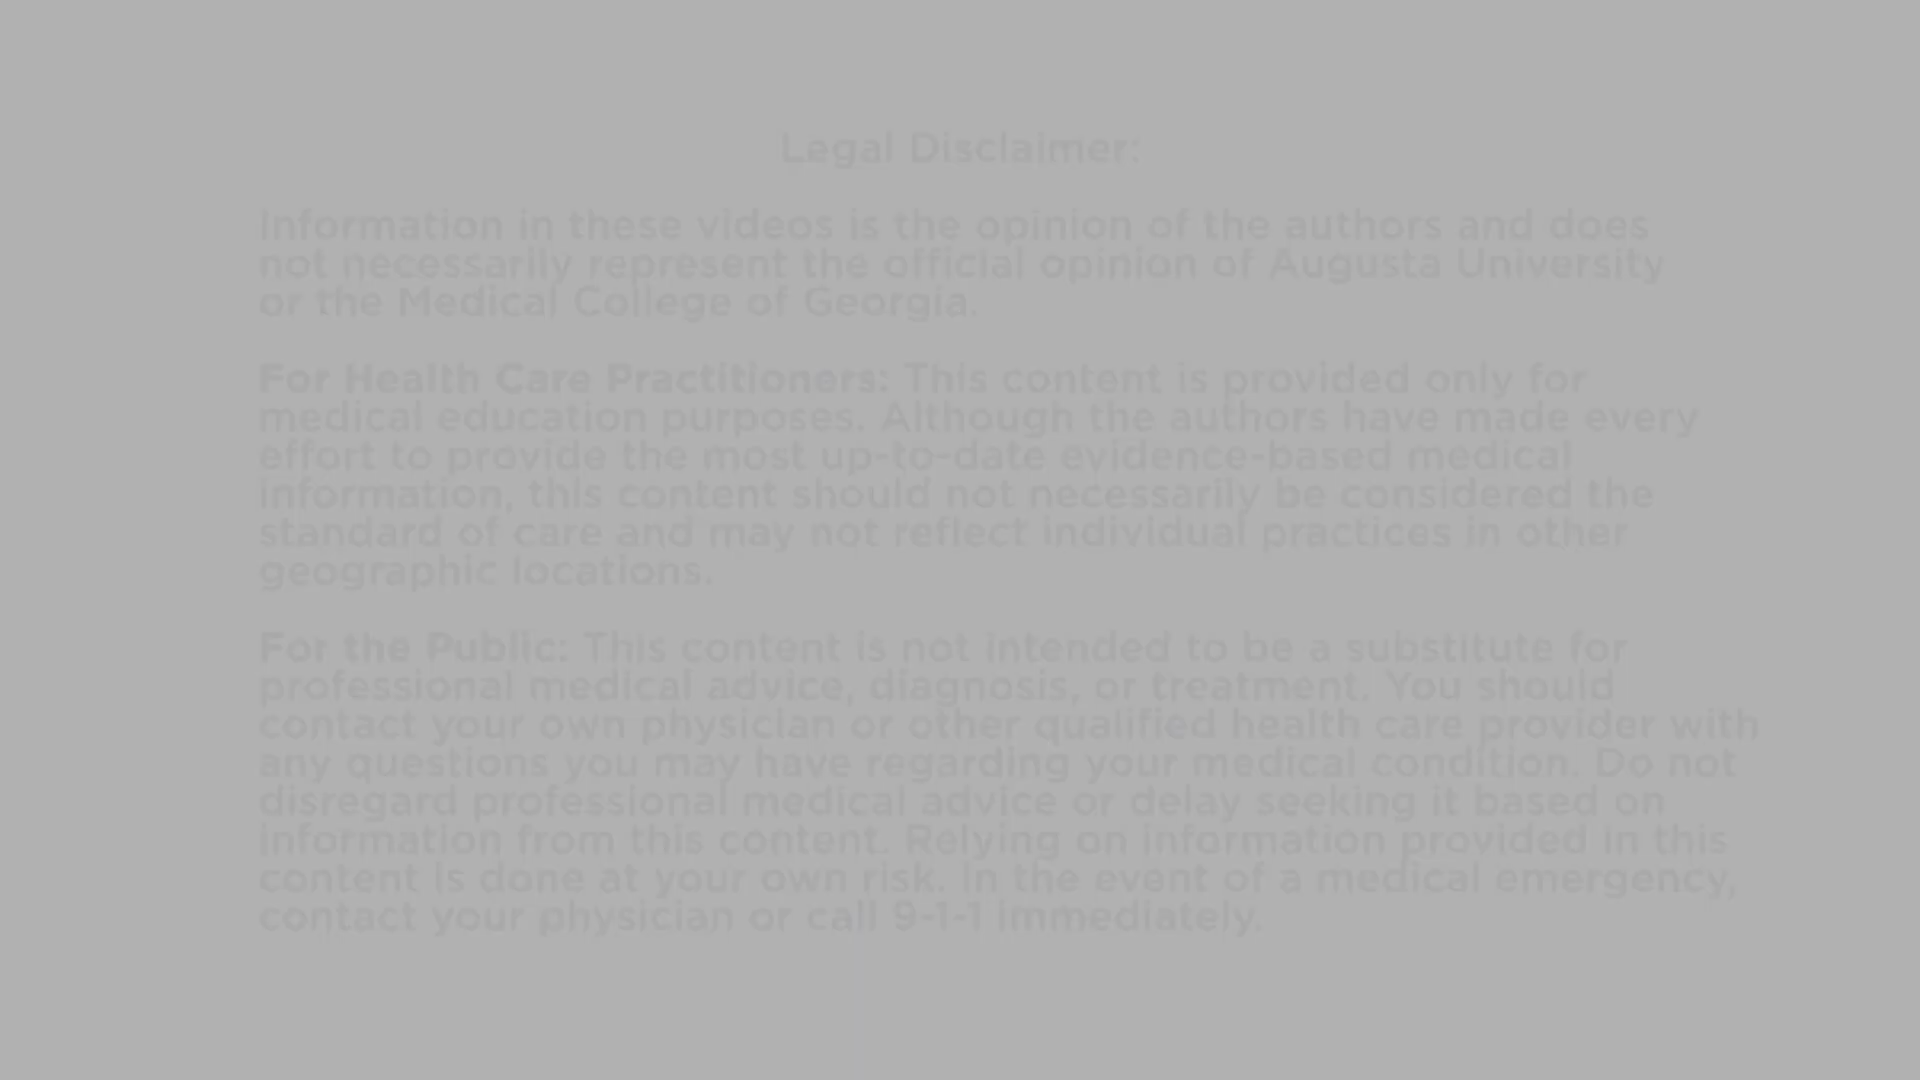 Legal Disclaimer:
Information in these videos is the opinion of the authors and does
not necessarily represent the official opinion of Augusta University
or the Medical College of Georgia.
For Health Care Practitioners: This content is provided only for
medical education purposes. Although the authors have made every
effort to provide the most up-to-date evidence-based medical
information, this content should not necessarily be considered the
standard of care and may not reflect individual practices in other
geographic locations.
For the Public: This content is not intended to be a substitute for
professional medical advice, diagnosis, or treatment. You should
contact your own physician or other qualified health care provider with
any questions you may have regarding your medical condition. Do not
disregard professional medical advice or delay seeking it based on
information from this content. Relying on information provided in this
content is done at your own risk. In the event of a medical emergency,
contact your physician or call 9-1-1 immediately.